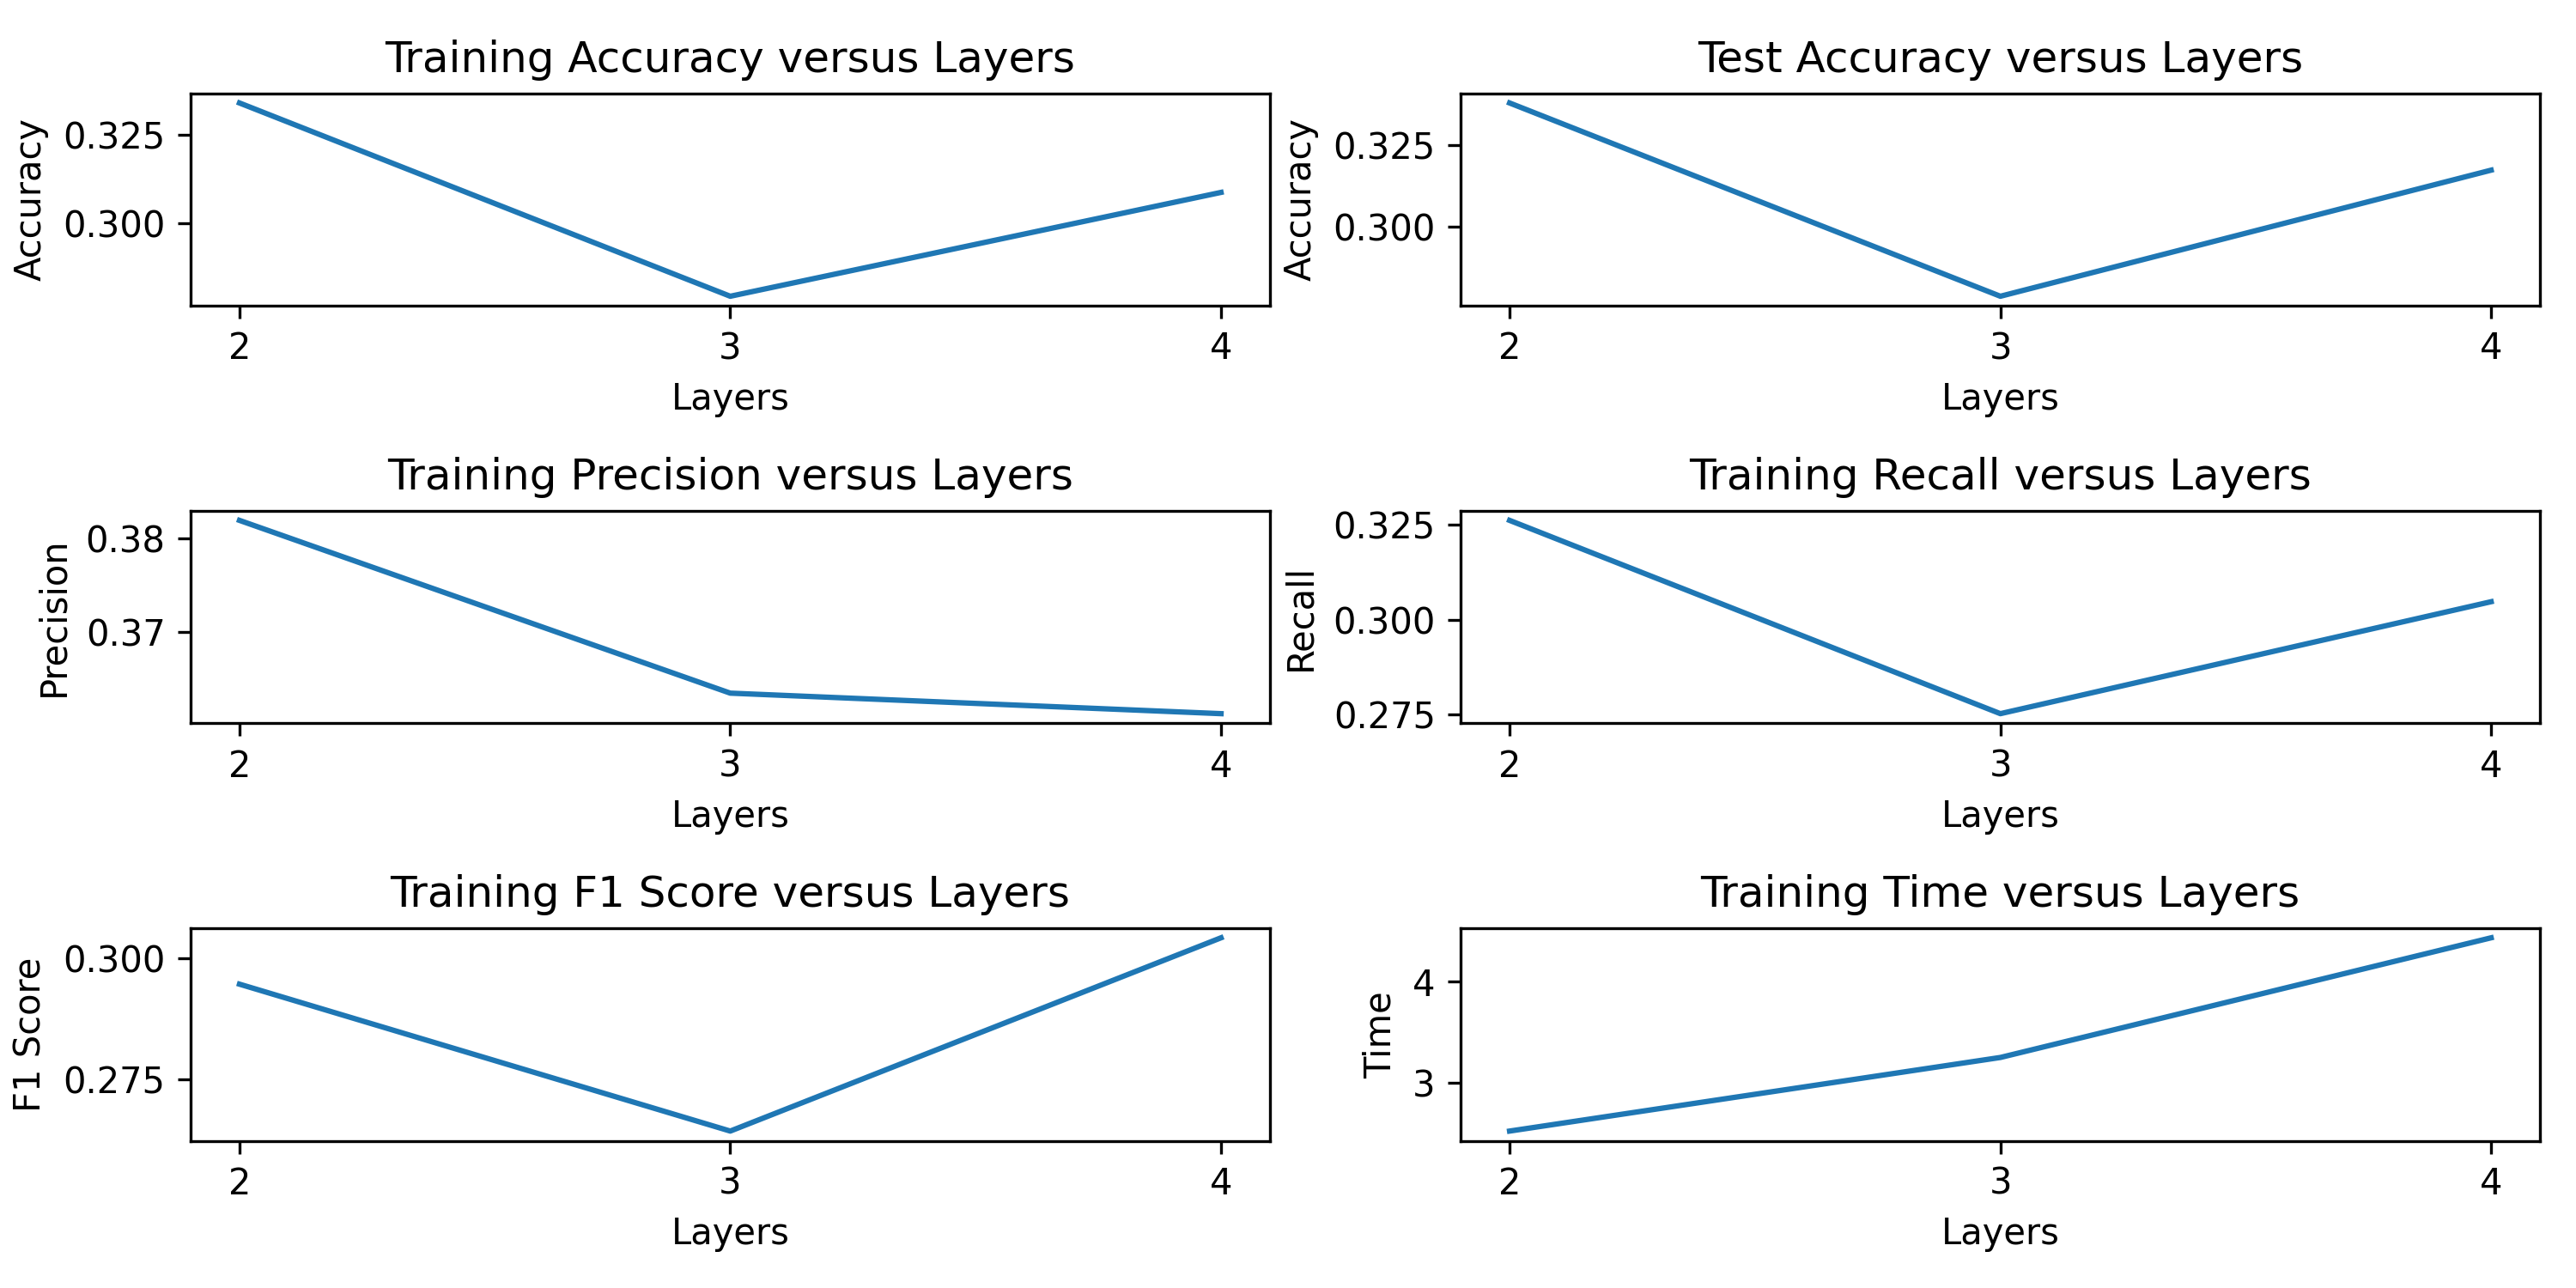 Training Accuracy versus Layers
Accuracy
0.325
0.300
2 3 4
Layers
Test Accuracy versus Layers
Accuracy
0.325
0.300
2 3 4
Layers
Training Precision versus Layers
Precision
0.38
0.37
2 3 4
Layers
Training Recall versus Layers
Recall
0.325
0.300
0.275
2 3 4
Layers
Training F1 Score versus Layers
F1 Score
0.300
0.275
2 3 4
Layers
Training Time versus Layers
Time
4
3
2 3 4
Layers